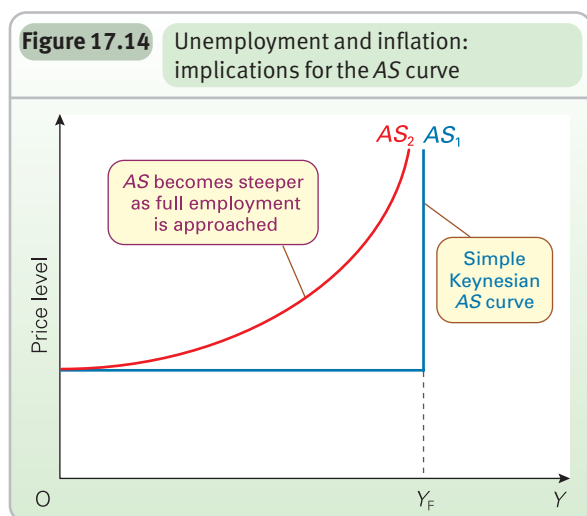 Figure 17.14
Unemployment and inflation:
implications for the AS curve
AS₂ AS₁
AS becomes steeper
as full employment
is approached
Simple
Keynesian
AS curve
Price level
O
Y_F
Y